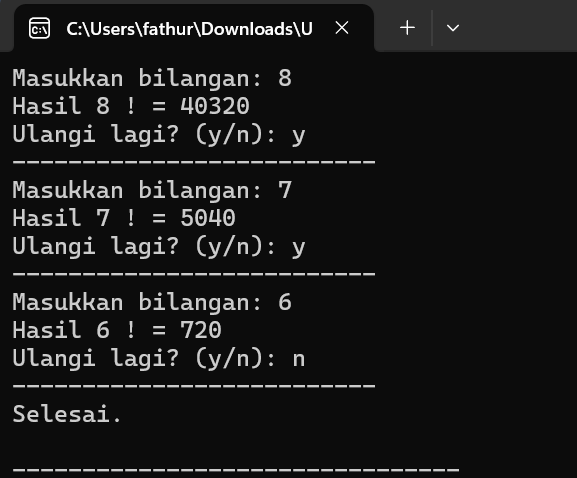 C:\Users\fathur\Downloads\U
Masukkan bilangan: 8
Hasil 8 ! = 40320
Ulangi lagi? (y/n): y
--------------------------
Masukkan bilangan: 7
Hasil 7 ! = 5040
Ulangi lagi? (y/n): y
--------------------------
Masukkan bilangan: 6
Hasil 6 ! = 720
Ulangi lagi? (y/n): n
--------------------------
Selesai.
--------------------------------